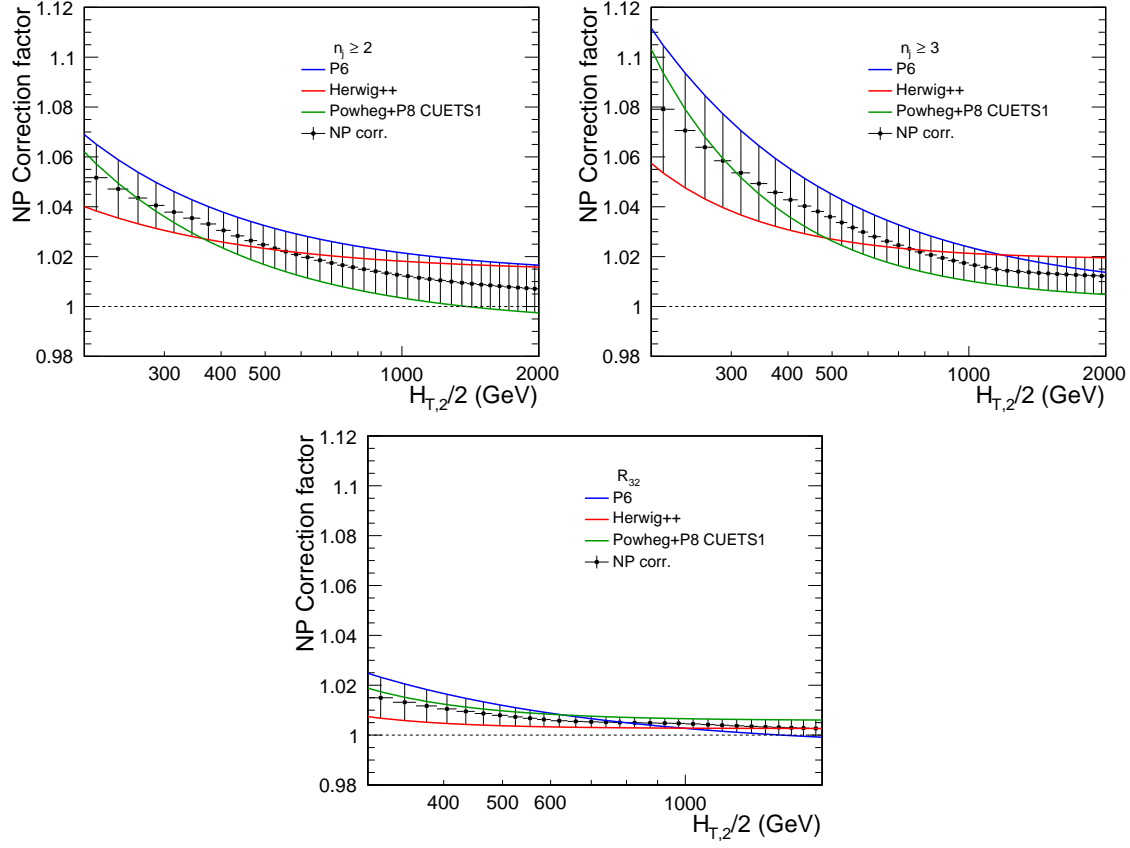 NP Correction factor
1.12
1.1
1.08
1.06
1.04
1.02
1
0.98
n_j ≥ 2
P6
Herwig++
Powheg+P8 CUETS1
NP corr.
300 400 500 1000 2000
H_T,2/2 (GeV)
NP Correction factor
1.12
1.1
1.08
1.06
1.04
1.02
1
0.98
n_j ≥ 3
P6
Herwig++
Powheg+P8 CUETS1
NP corr.
300 400 500 1000 2000
H_T,2/2 (GeV)
NP Correction factor
1.12
1.1
1.08
1.06
1.04
1.02
1
0.98
R_32
P6
Herwig++
Powheg+P8 CUETS1
NP corr.
400 500 600 1000
H_T,2/2 (GeV)